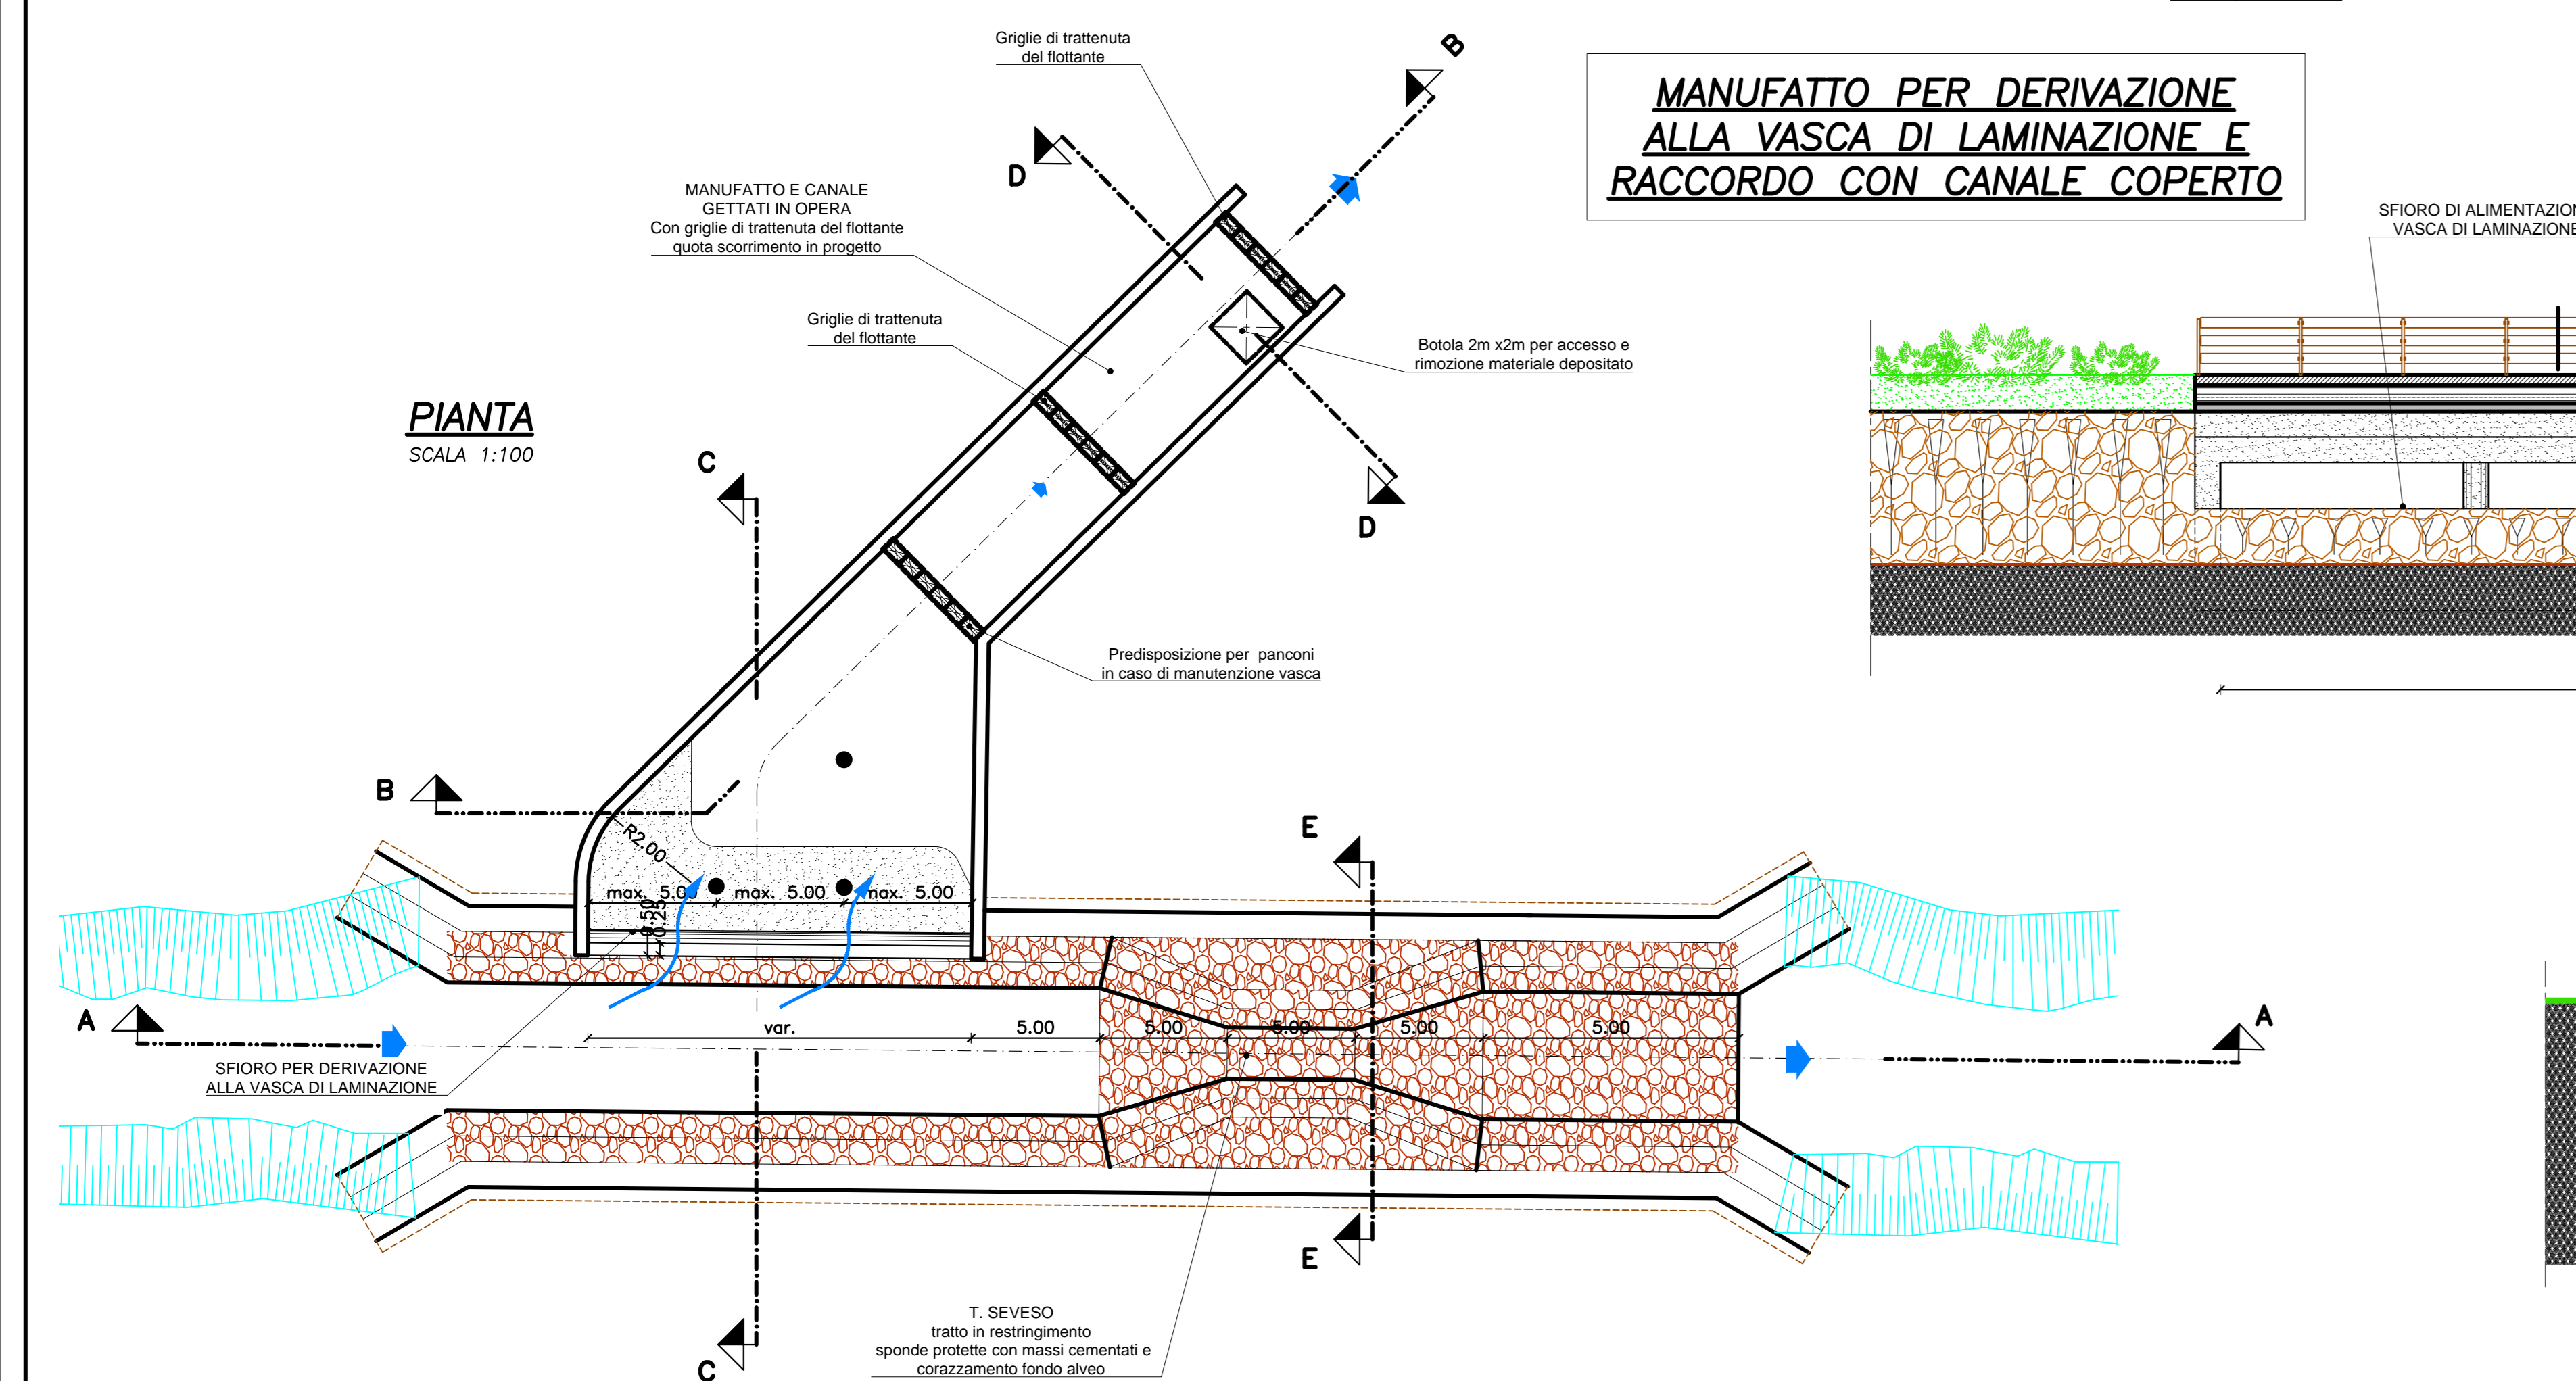 Griglie di trattenuta
del flottante
B
MANUFATTO PER DERIVAZIONE
ALLA VASCA DI LAMINAZIONE E
RACCORDO CON CANALE COPERTO
D
MANUFATTO E CANALE
GETTATI IN OPERA
Con griglie di trattenuta del flottante
quota scorrimento in progetto
SFIORO DI ALIMENTAZION
VASCA DI LAMINAZIONE
Griglie di trattenuta
del flottante
Botola 2m x2m per accesso e
rimozione materiale depositato
PIANTA
SCALA 1:100
C
D
Predisposizione per panconi
in caso di manutenzione vasca
B
R2.00
E
max. 5.00
max. 5.00
max. 5.00
0.50
0.25
A
var.
5.00
5.00
5.00
5.00
5.00
A
SFIORO PER DERIVAZIONE
ALLA VASCA DI LAMINAZIONE
E
T. SEVESO
tratto in restringimento
sponde protette con massi cementati e
corazzamento fondo alveo
C